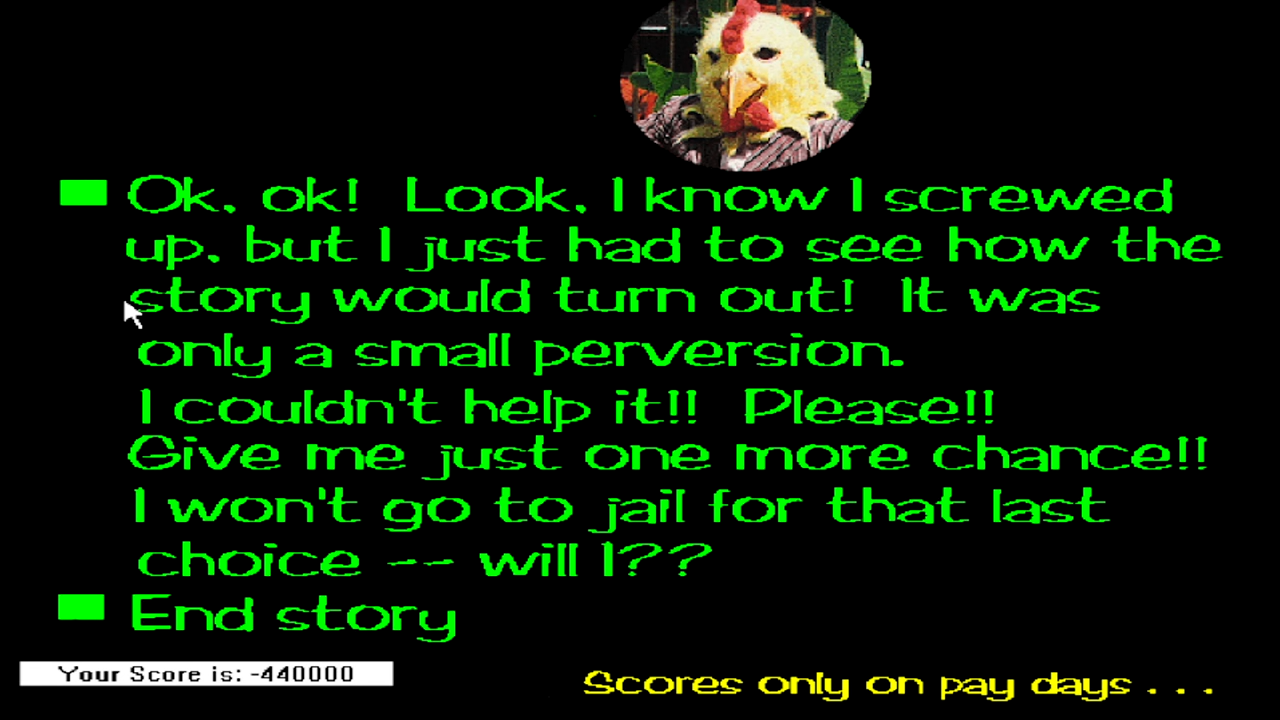 Ok, ok! Look, I know I screwed
up, but I just had to see how the
story would turn out! It was
only a small perversion.
I couldn't help it!! Please!!
Give me just one more chance!!
I won't go to jail for that last
choice -- will I??
End story
Your Score is: -440000
Scores only on pay days . . .